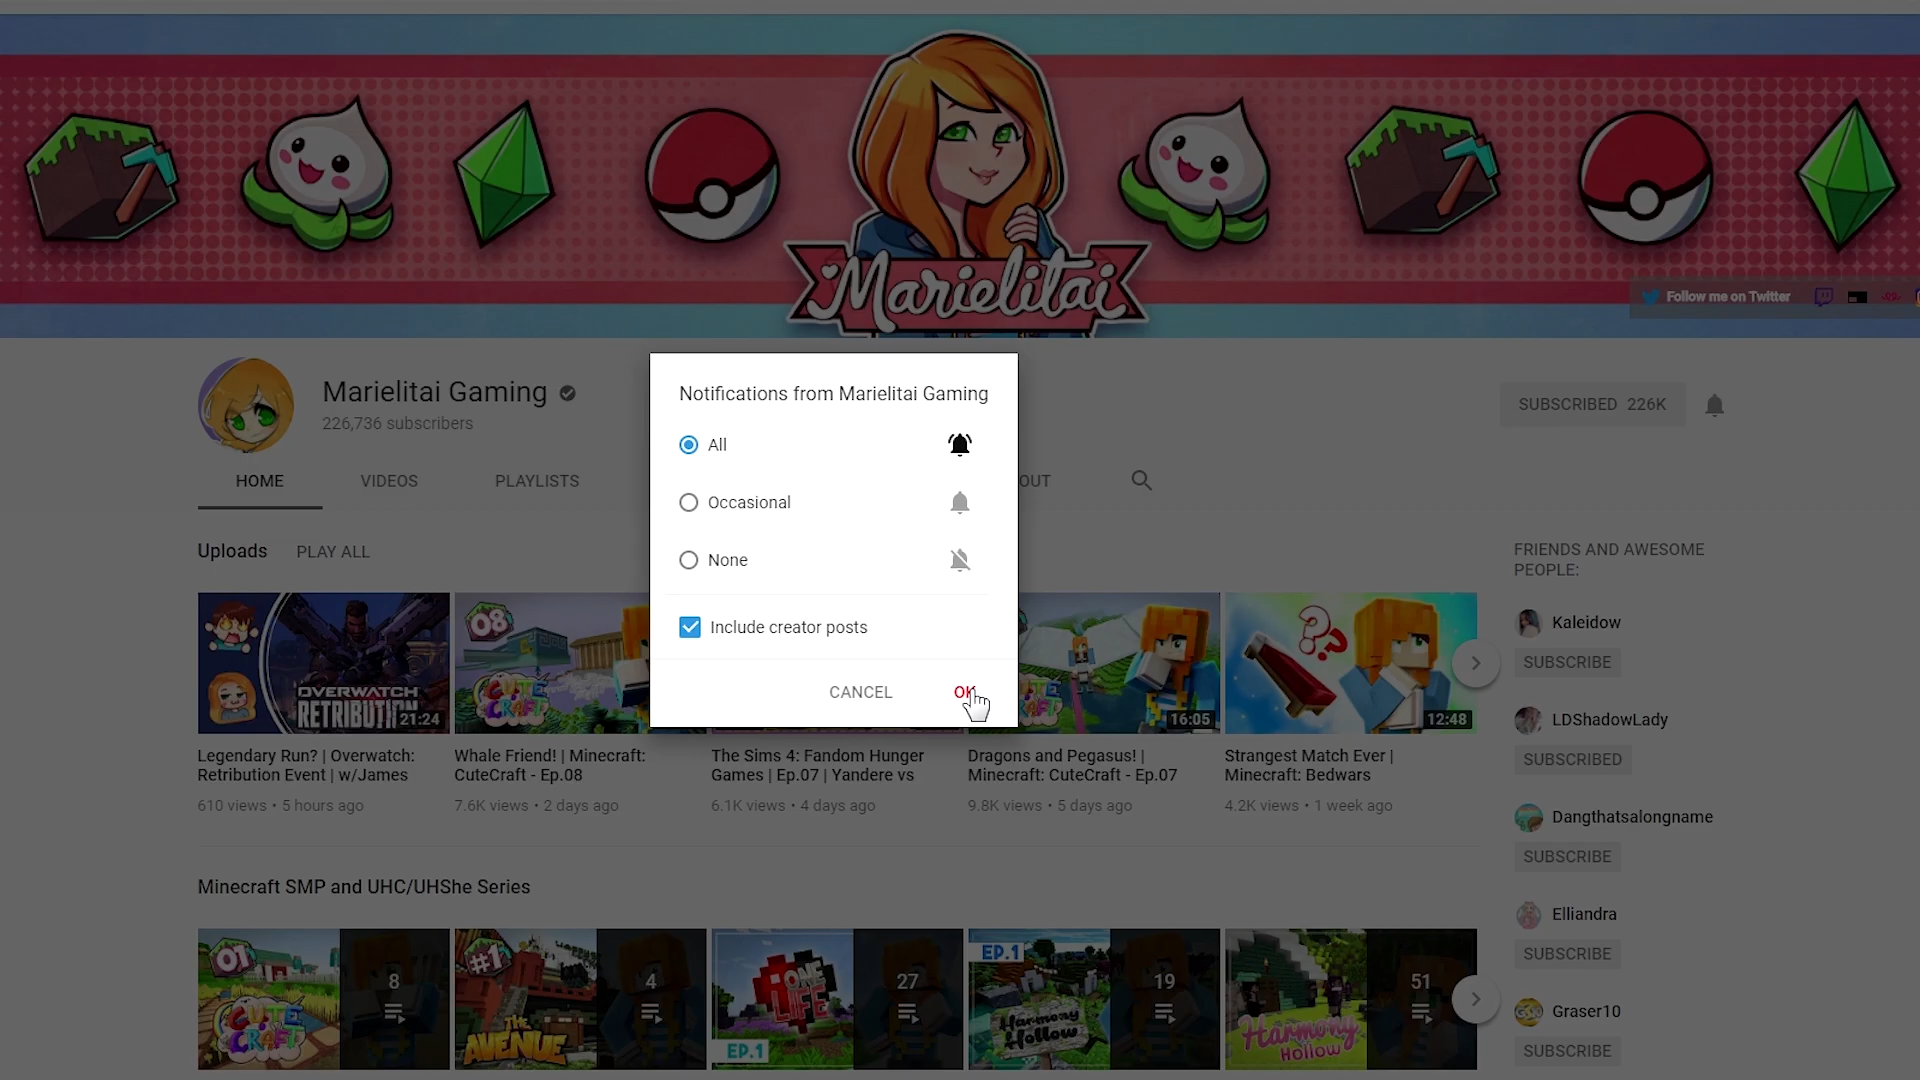 Marielitai
Follow me on Twitter
Marielitai Gaming
226,736 subscribers
SUBSCRIBED 226K
HOME
VIDEOS
PLAYLISTS
OUT
Notifications from Marielitai Gaming
All
Occasional
None
Include creator posts
CANCEL
OK
Uploads
PLAY ALL
OVERWATCH
RETRIBUTION
21:24
08
CUTE
CRAFT
CUTE
CRAFT
16:05
??
12:48
Legendary Run? | Overwatch:
Retribution Event | w/James
610 views • 5 hours ago
Whale Friend! | Minecraft:
CuteCraft - Ep.08
7.6K views • 2 days ago
The Sims 4: Fandom Hunger
Games | Ep.07 | Yandere vs
6.1K views • 4 days ago
Dragons and Pegasus! |
Minecraft: CuteCraft - Ep.07
9.8K views • 5 days ago
Strangest Match Ever |
Minecraft: Bedwars
4.2K views • 1 week ago
FRIENDS AND AWESOME
PEOPLE:
Kaleidow
SUBSCRIBE
LDShadowLady
SUBSCRIBED
Dangthatsalongname
SUBSCRIBE
Elliandra
SUBSCRIBE
Graser10
SUBSCRIBE
Minecraft SMP and UHC/UHShe Series
01
CUTE
CRAFT
8
#1
THE
AVENUE
4
ONE
LIFE
EP.1
27
EP.1
Harmony
Hollow
19
Harmony
Hollow
51